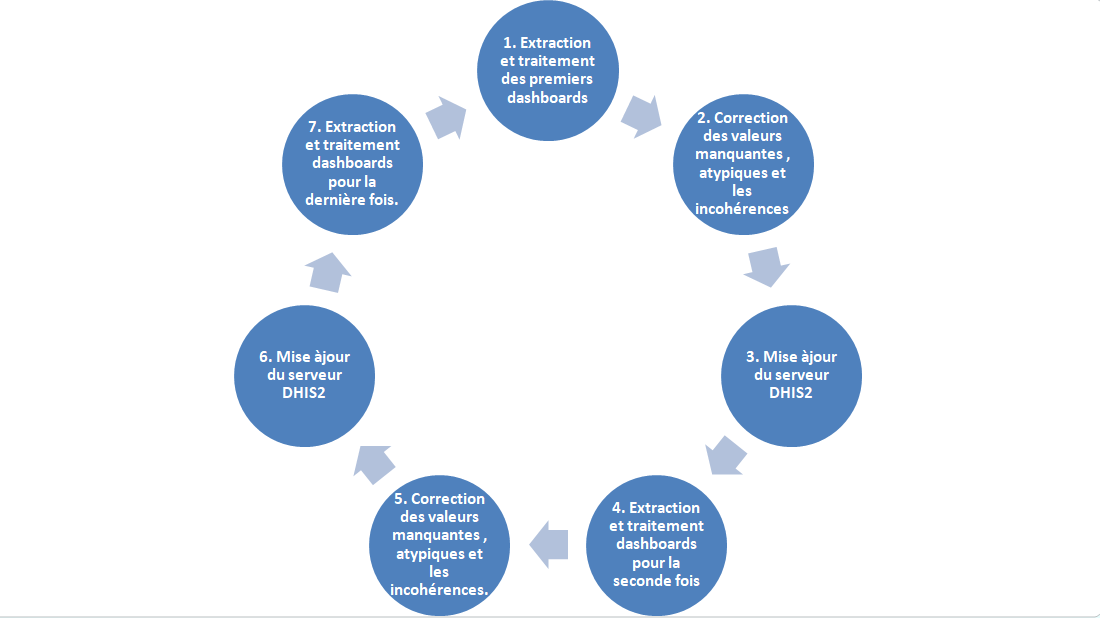 1. Extraction
et traitement
des premiers
dashboards
2. Correction
des valeurs
manquantes ,
atypiques et
les
incohérences
3. Mise àjour
du serveur
DHIS2
4. Extraction
et traitement
dashboards
pour la
seconde fois
5. Correction
des valeurs
manquantes ,
atypiques et
les
incohérences.
6. Mise àjour
du serveur
DHIS2
7. Extraction
et traitement
dashboards
pour la
dernière fois.